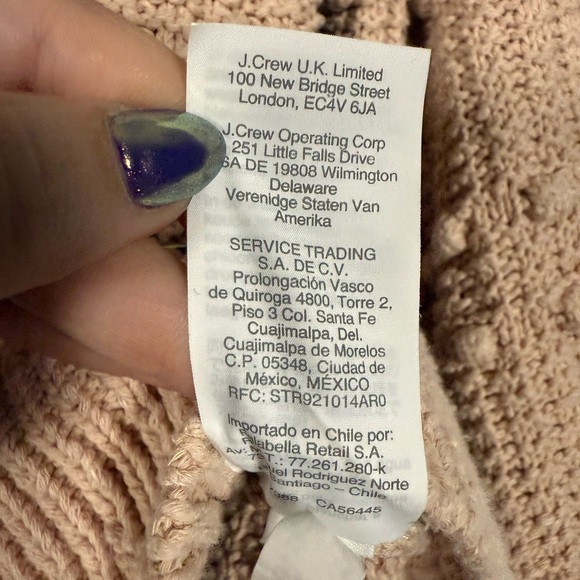 J.Crew U.K. Limited
100 New Bridge Street
London, EC4V 6JA
J.Crew Operating Corp
251 Little Falls Drive
DE 19808 Wilmington
Delaware
Verenidge Staten Van
Amerika
SERVICE TRADING
S.A. DE C.V.
Prolongación Vasco
de Quiroga 4800, Torre 2,
Piso 3 Col. Santa Fe
Cuajimalpa, Del.
Cuajimalpa de Morelos
C.P. 05348, Ciudad de
México, MÉXICO
RFC: STR921014AR0
Importado en Chile por:
Retail S.A.
77.261.280-k
Rodriguez Norte
Santiago – Chile
CA56445